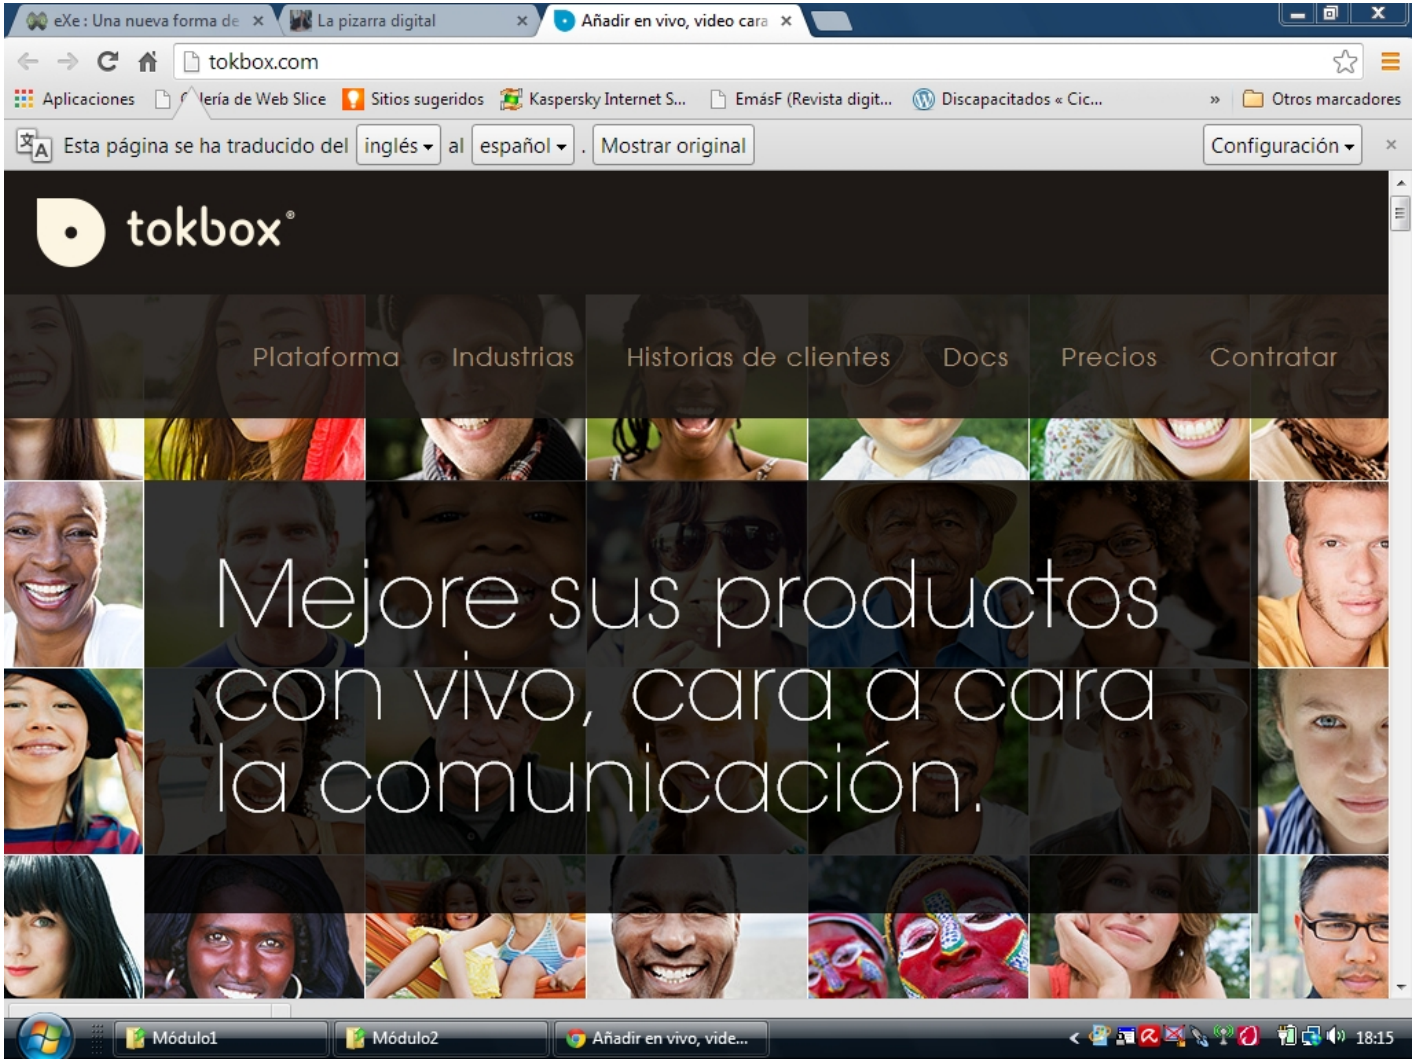 eXe : Una nueva forma de
La pizarra digital
Añadir en vivo, video cara
tokbox.com
Aplicaciones
lería de Web Slice
Sitios sugeridos
Kaspersky Internet S...
EmásF (Revista digit...
Discapacitados « Cic...
» Otros marcadores
Esta página se ha traducido del inglés al español . Mostrar original
Configuración
tokbox®
Plataforma Industrias Historias de clientes Docs Precios Contratar
Mejore sus productos
con vivo, cara a cara
la comunicación.
Módulo1
Módulo2
Añadir en vivo, vide...
18:15